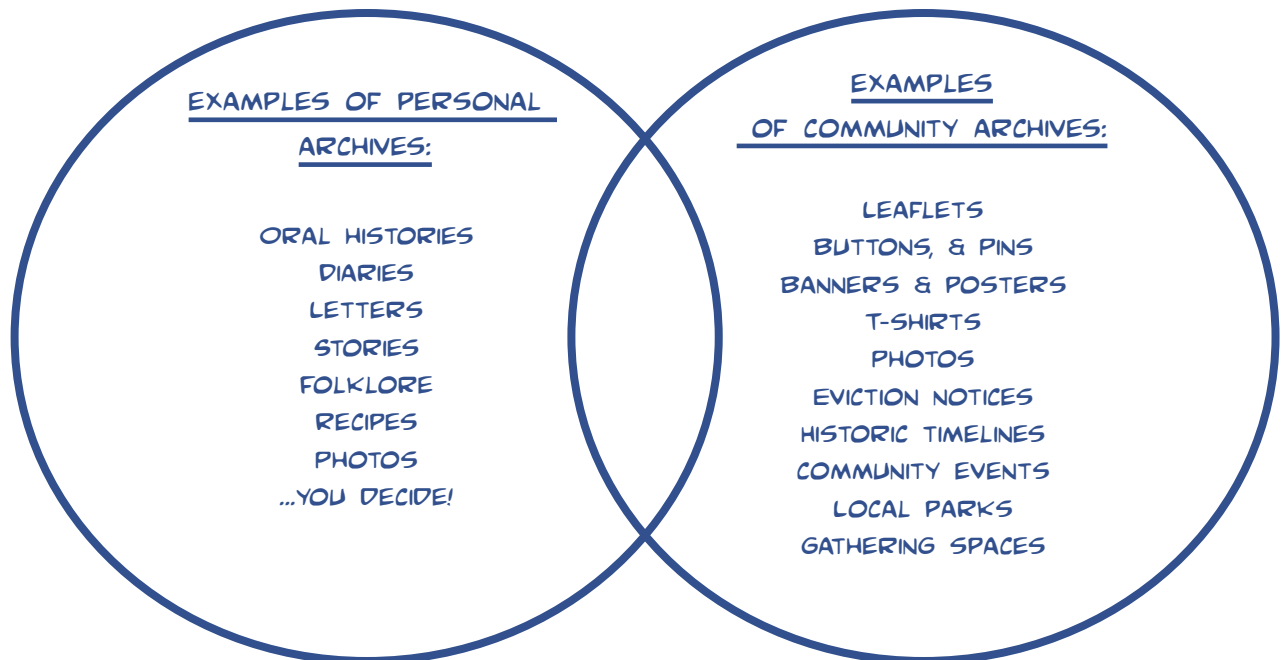 EXAMPLES OF PERSONAL
ARCHIVES:
ORAL HISTORIES
DIARIES
LETTERS
STORIES
FOLKLORE
RECIPES
PHOTOS
...YOU DECIDE!
EXAMPLES
OF COMMUNITY ARCHIVES:
LEAFLETS
BUTTONS, & PINS
BANNERS & POSTERS
T-SHIRTS
PHOTOS
EVICTION NOTICES
HISTORIC TIMELINES
COMMUNITY EVENTS
LOCAL PARKS
GATHERING SPACES